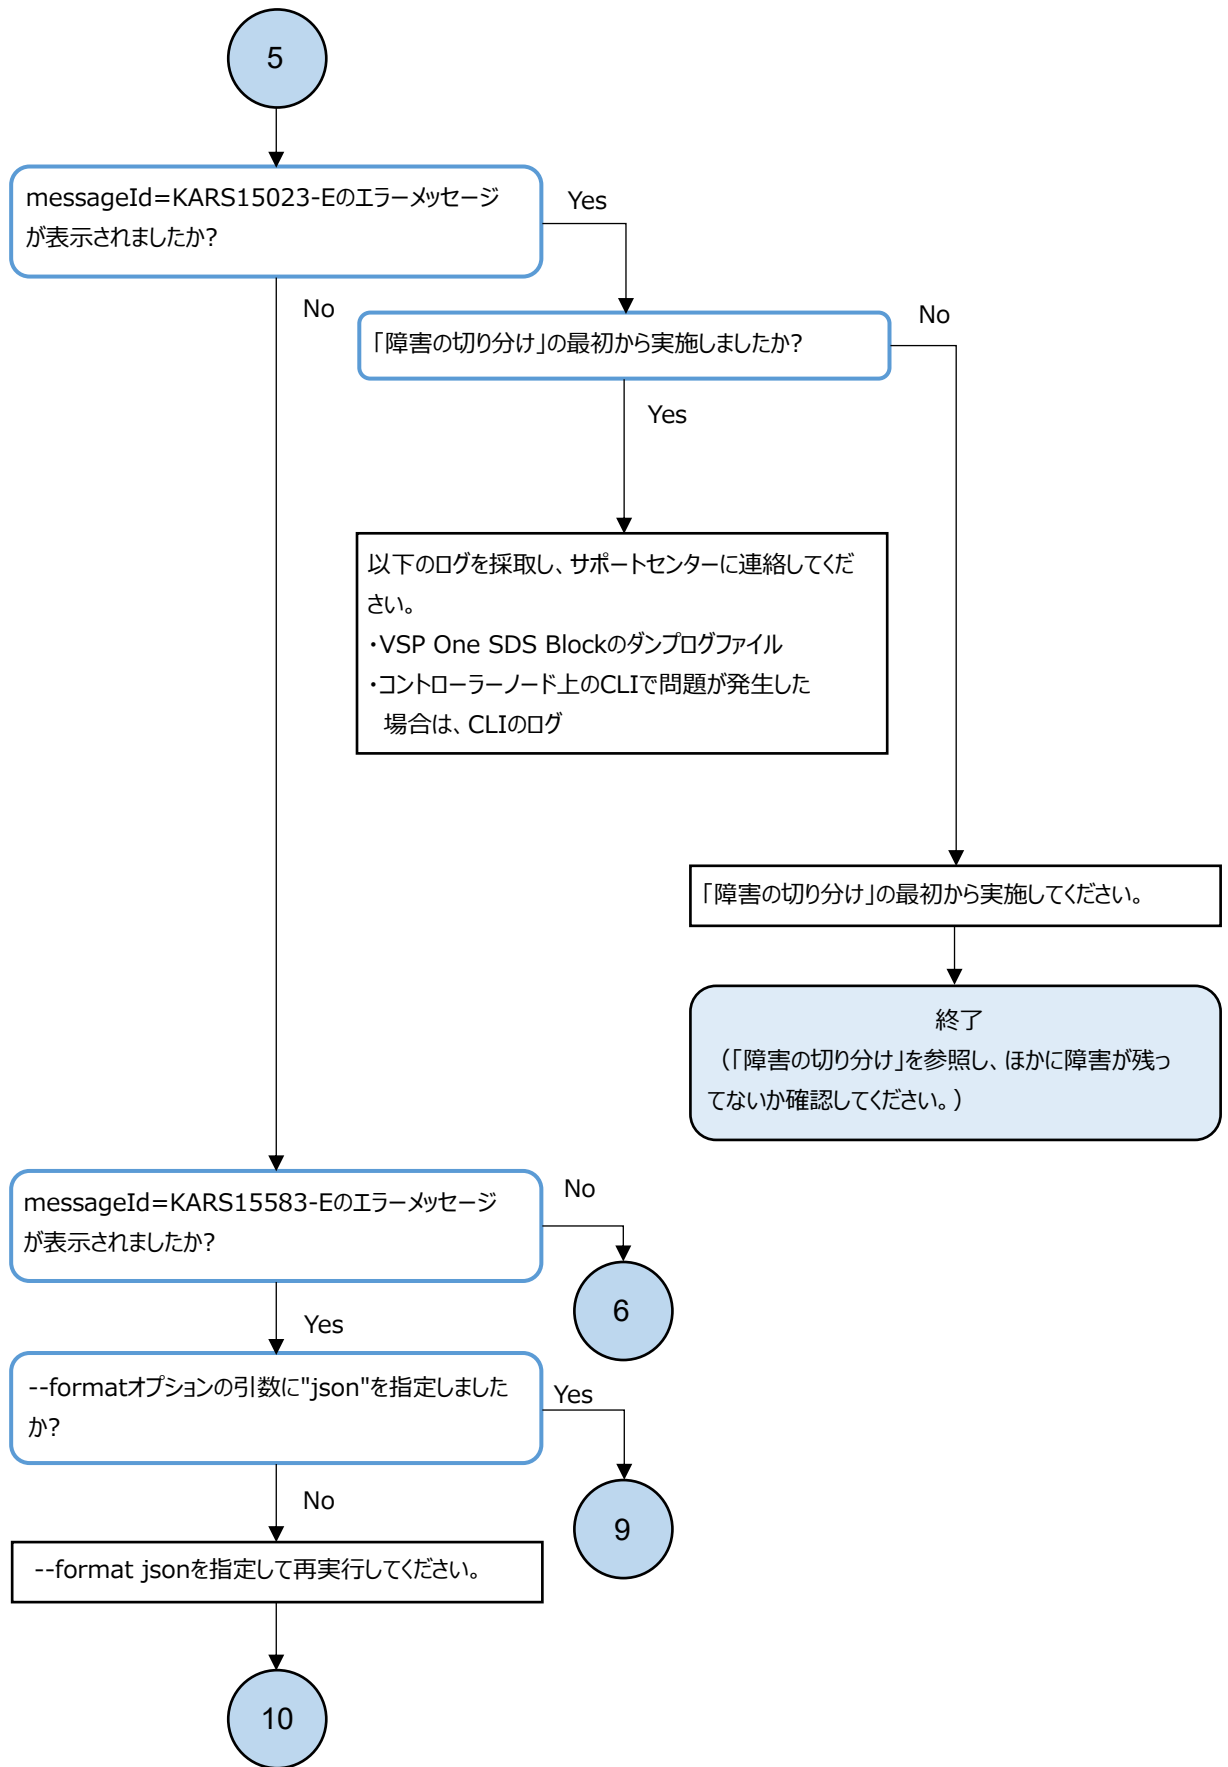 5
messageId=KARS15023-Eのエラーメッセージ
が表示されましたか?
Yes
No
「障害の切り分け」の最初から実施しましたか?
No
Yes
以下のログを採取し、サポートセンターに連絡してくだ
さい。
・VSP One SDS Blockのダンプログファイル
・コントローラーノード上のCLIで問題が発生した
場合は、CLIのログ
「障害の切り分け」の最初から実施してください。
終了
（「障害の切り分け」を参照し、ほかに障害が残っ
てないか確認してください。）
messageId=KARS15583-Eのエラーメッセージ
が表示されましたか?
No
6
Yes
--formatオプションの引数に"json"を指定しました
か?
Yes
9
No
--format jsonを指定して再実行してください。
10